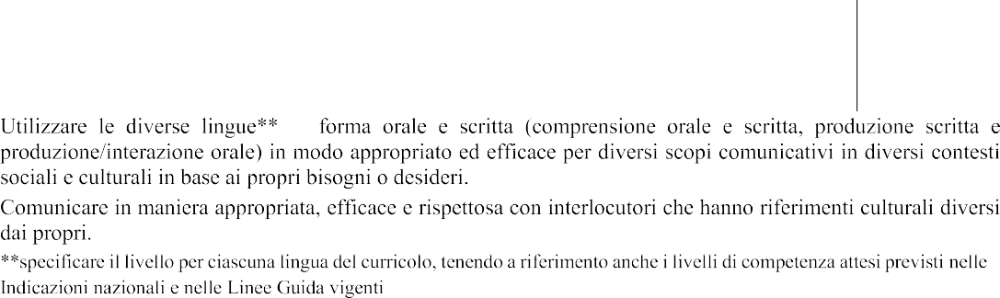 Utilizzare le diverse lingue** forma orale e scritta (comprensione orale e scritta, produzione scritta e
produzione/interazione orale) in modo appropriato ed efficace per diversi scopi comunicativi in diversi contesti
sociali e culturali in base ai propri bisogni o desideri.
Comunicare in maniera appropriata, efficace e rispettosa con interlocutori che hanno riferimenti culturali diversi
dai propri.
**specificare il livello per ciascuna lingua del curricolo, tenendo a riferimento anche i livelli di competenza attesi previsti nelle
Indicazioni nazionali e nelle Linee Guida vigenti